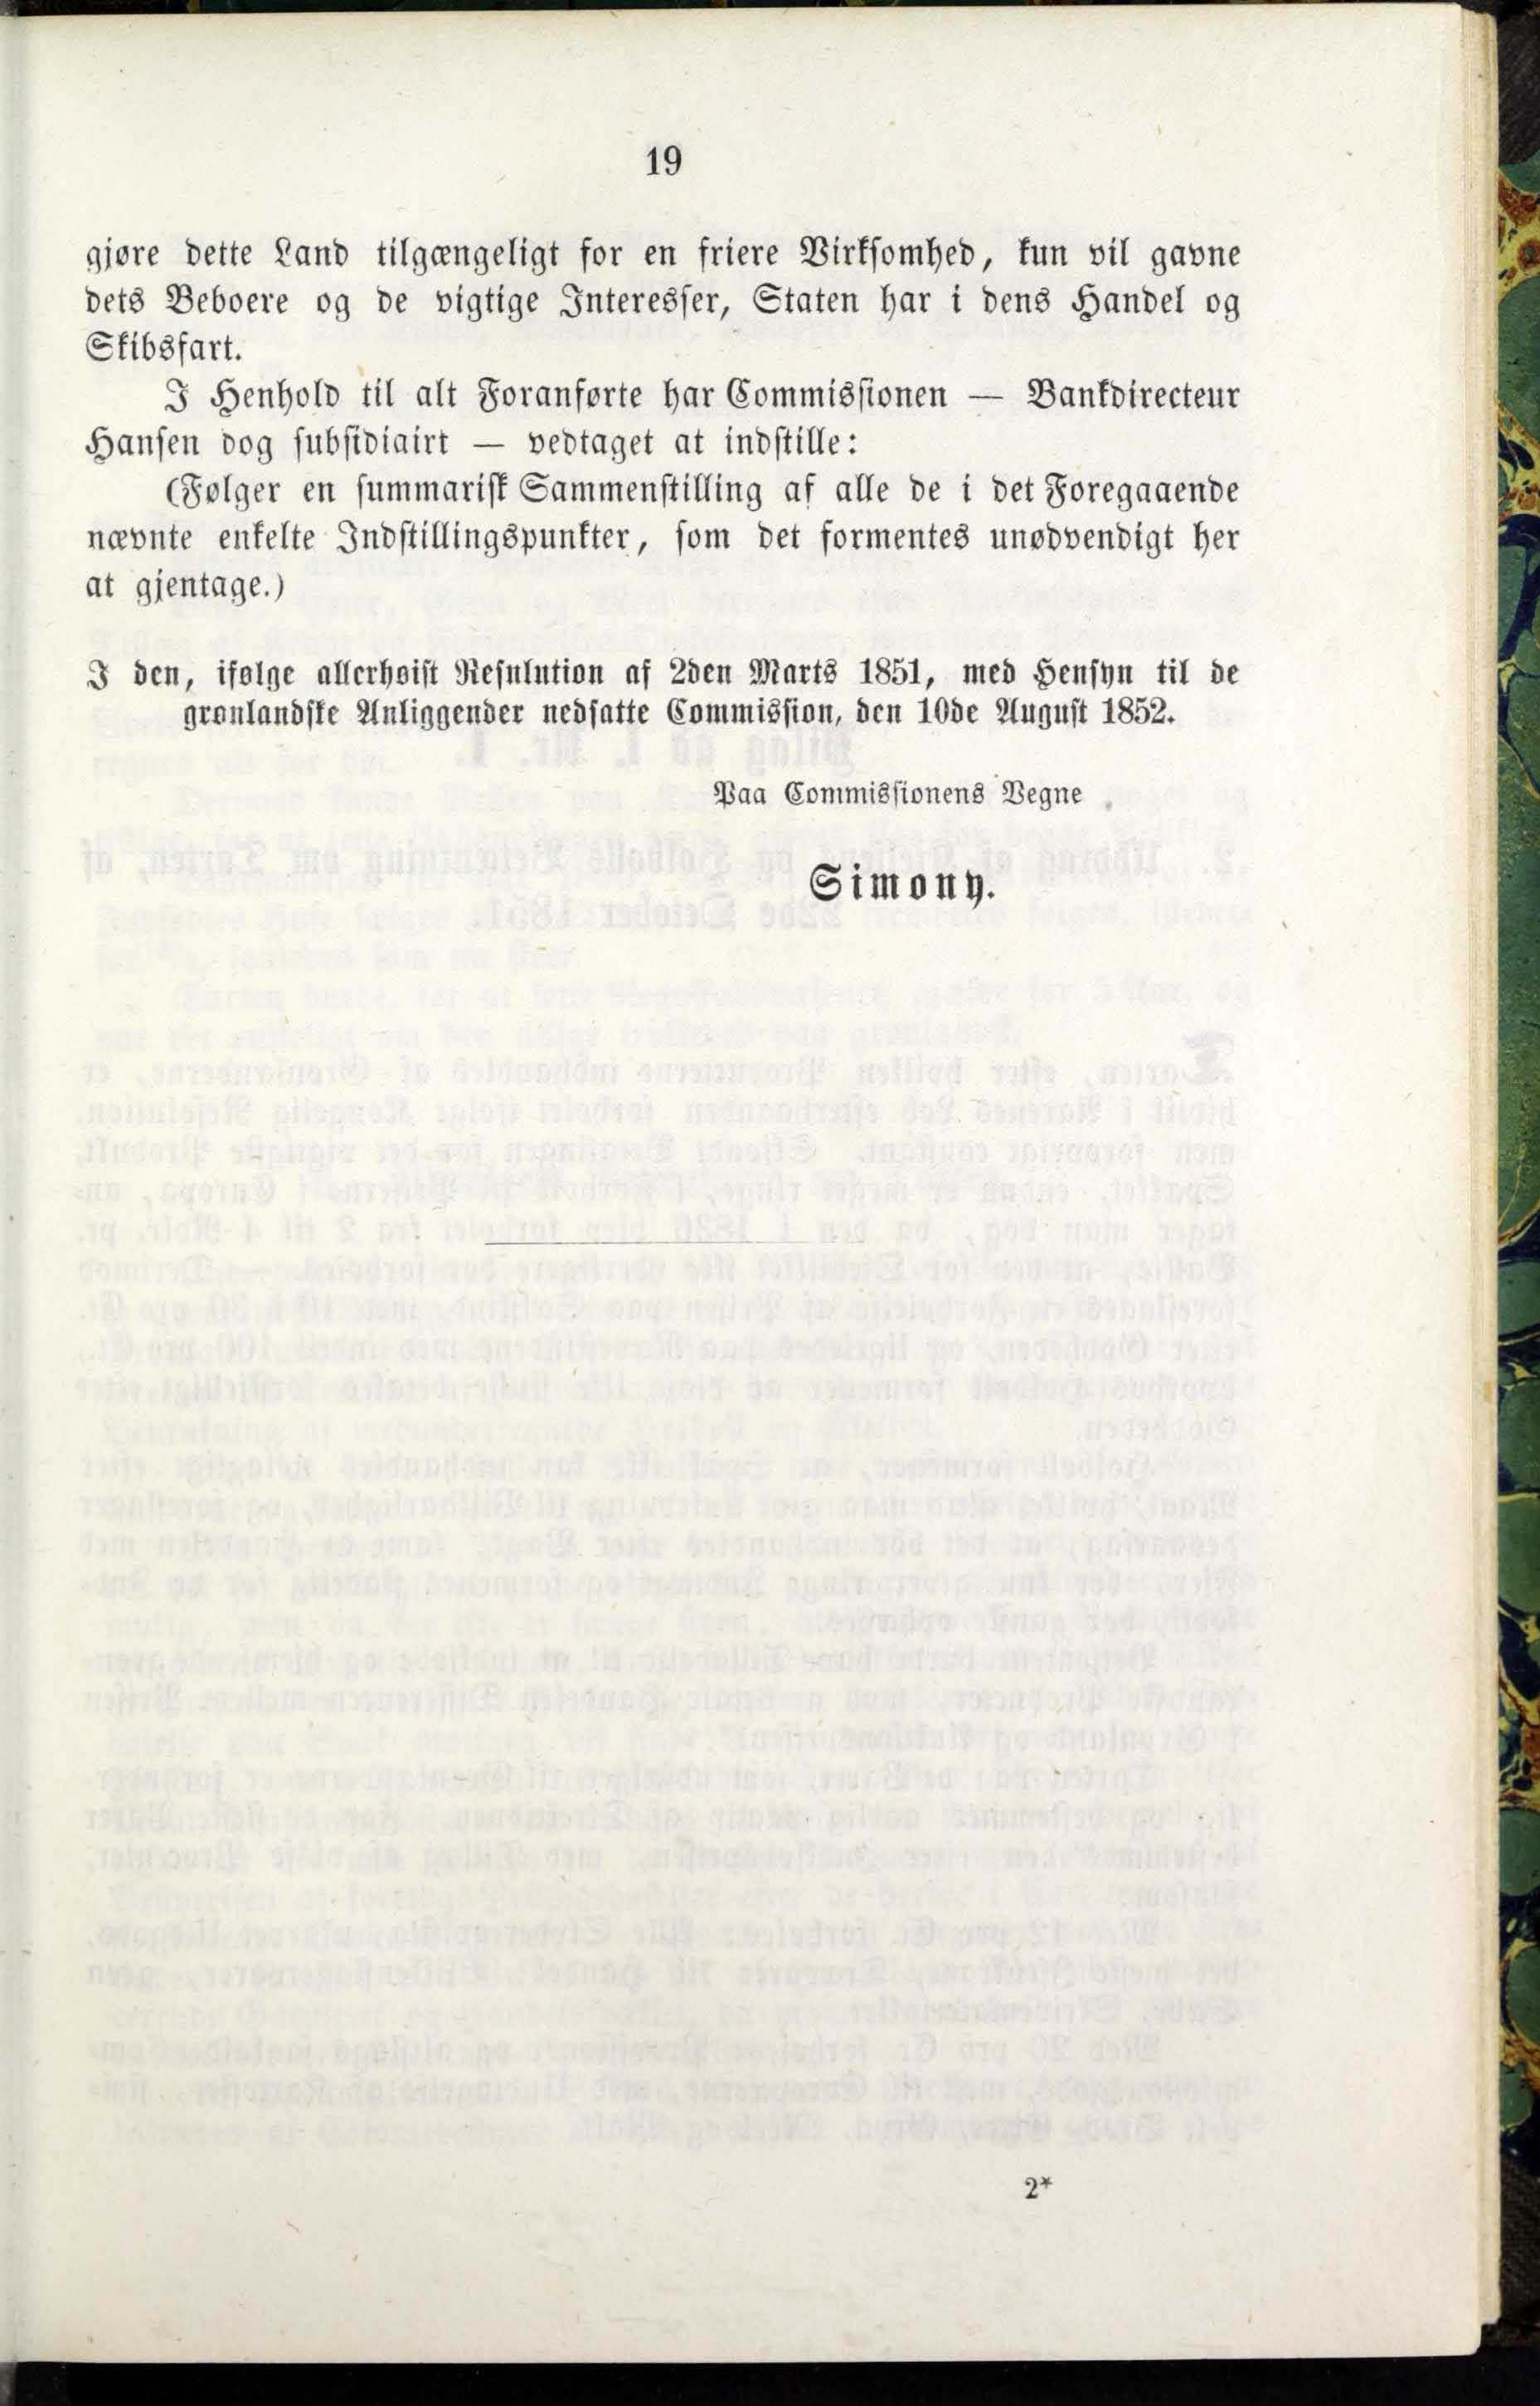 19
gjøre dette Land tilgængeligt for en friere Virksomhed, kun vil gavne
dets Beboere og de vigtige Interesser, Staten har i dens Handel og
Skibsfart.
I Henhold til alt Foranførte har Commissionen — Bankdirecteur
Hansen dog subsidiairt — vedtaget at indstille:
(Følger en summarisk Sammenstilling af alle de i det Foregaaende
nævnte enkelte Indstillingspunkter, som det formentes unødvendigt her
at gjentage.)
I den, ifølge allerhøist Resulution af 2den Marts 1851, med Hensyn til de
grønlandske Anliggender nedsatte Commission, den 10de August 1852.
Paa Commissionens Vegne
Simony.
2*